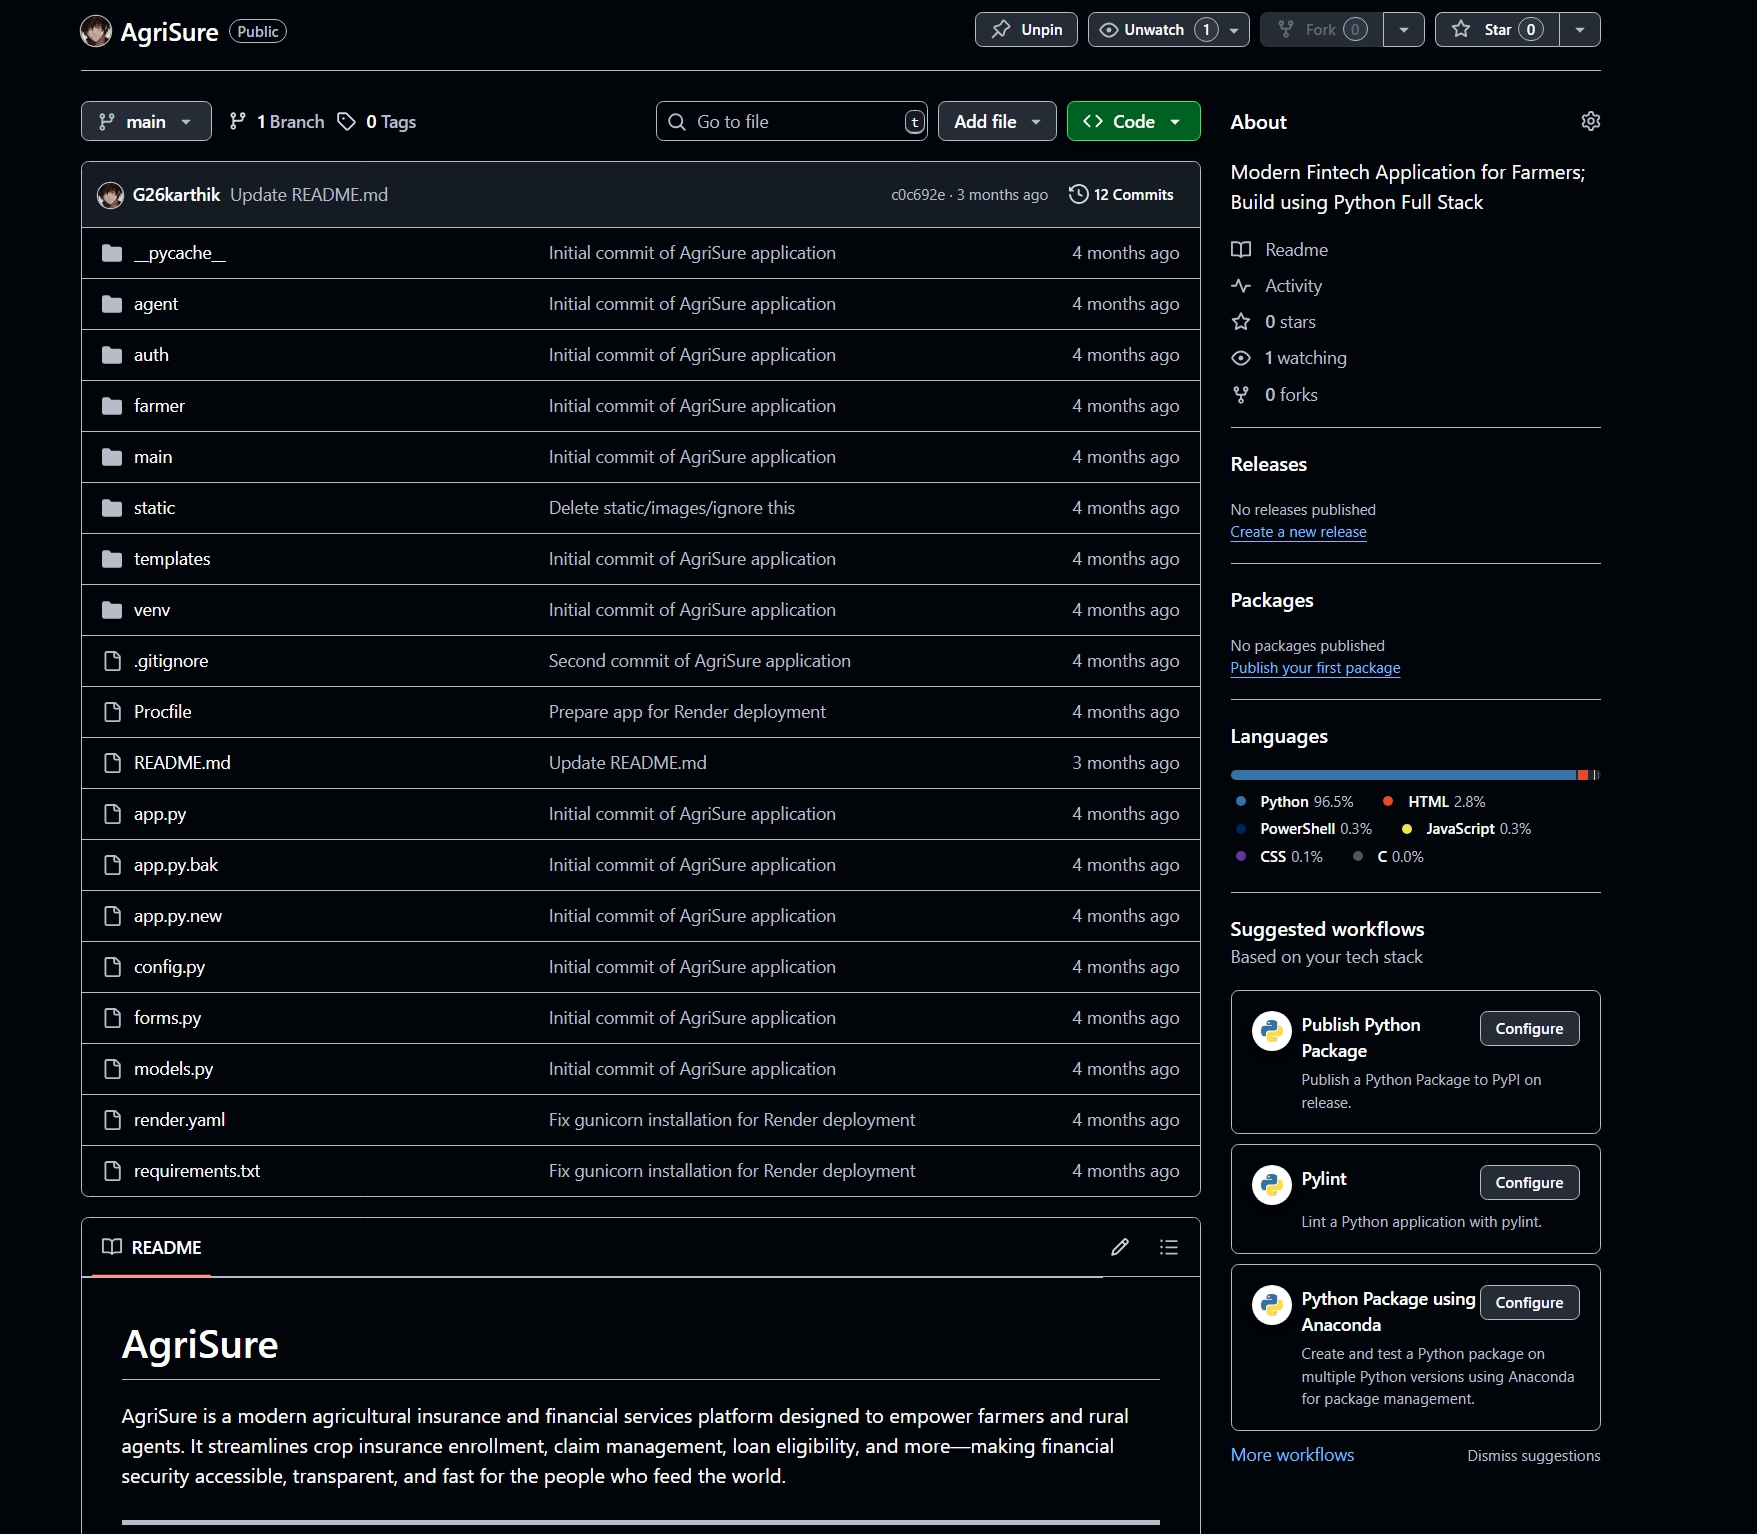 AgriSure Public
Unpin
Unwatch 1
Fork 0
Star 0
main
1 Branch
0 Tags
Go to file t
Add file
Code
G26karthik Update README.md c0c692e · 3 months ago 12 Commits
__pycache__ Initial commit of AgriSure application 4 months ago
agent Initial commit of AgriSure application 4 months ago
auth Initial commit of AgriSure application 4 months ago
farmer Initial commit of AgriSure application 4 months ago
main Initial commit of AgriSure application 4 months ago
static Delete static/images/ignore this 4 months ago
templates Initial commit of AgriSure application 4 months ago
venv Initial commit of AgriSure application 4 months ago
.gitignore Second commit of AgriSure application 4 months ago
Procfile Prepare app for Render deployment 4 months ago
README.md Update README.md 3 months ago
app.py Initial commit of AgriSure application 4 months ago
app.py.bak Initial commit of AgriSure application 4 months ago
app.py.new Initial commit of AgriSure application 4 months ago
config.py Initial commit of AgriSure application 4 months ago
forms.py Initial commit of AgriSure application 4 months ago
models.py Initial commit of AgriSure application 4 months ago
render.yaml Fix gunicorn installation for Render deployment 4 months ago
requirements.txt Fix gunicorn installation for Render deployment 4 months ago
README
AgriSure
AgriSure is a modern agricultural insurance and financial services platform designed to empower farmers and rural
agents. It streamlines crop insurance enrollment, claim management, loan eligibility, and more—making financial
security accessible, transparent, and fast for the people who feed the world.
About
Modern Fintech Application for Farmers;
Build using Python Full Stack
Readme
Activity
0 stars
1 watching
0 forks
Releases
No releases published
Create a new release
Packages
No packages published
Publish your first package
Languages
Python 96.5% HTML 2.8%
PowerShell 0.3% JavaScript 0.3%
CSS 0.1% C 0.0%
Suggested workflows
Based on your tech stack
Publish Python
Package
Configure
Publish a Python Package to PyPI on
release.
Pylint
Configure
Lint a Python application with pylint.
Python Package using
Anaconda
Configure
Create and test a Python package on
multiple Python versions using Anaconda
for package management.
More workflows
Dismiss suggestions